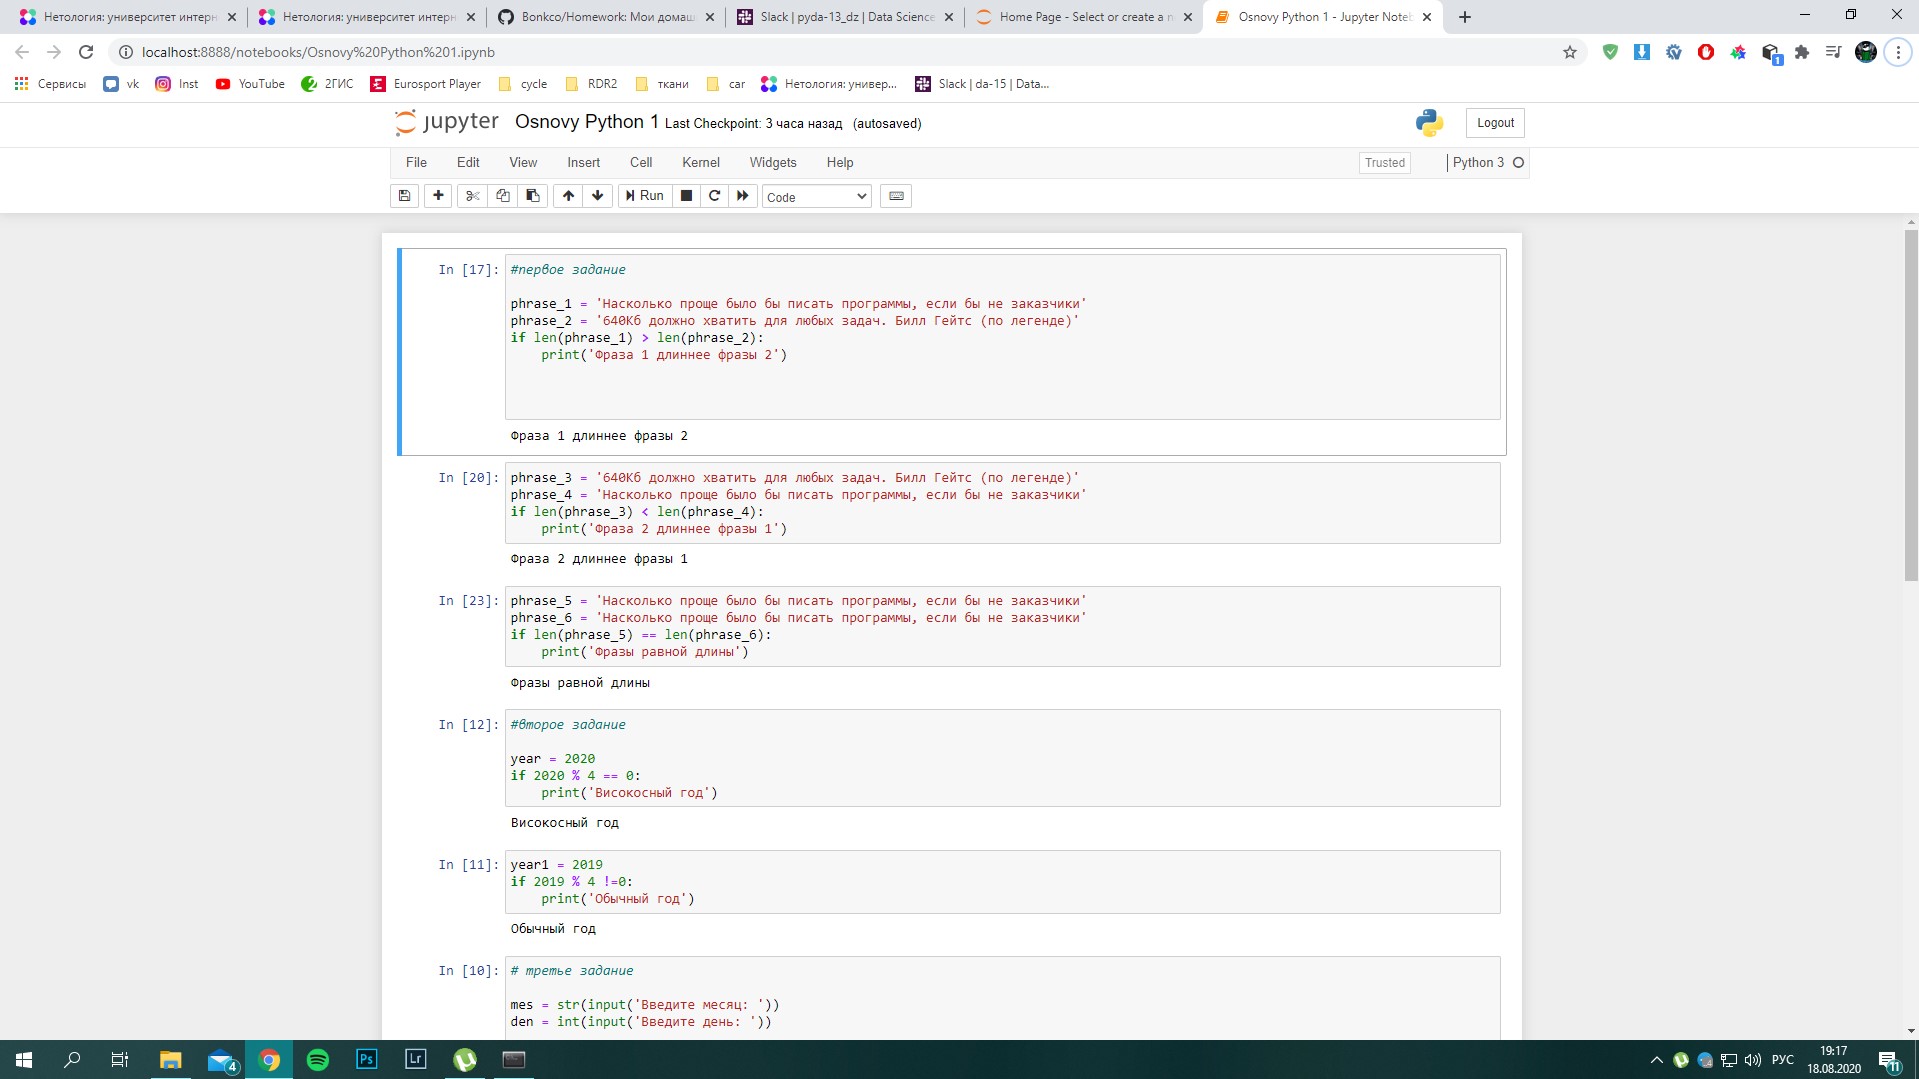 Нетология: университет интерн
Нетология: университет интерн
Bonkco/Homework: Мои домаш
Slack | pyda-13_dz | Data Science
Home Page - Select or create a n
Osnovy Python 1 - Jupyter Noteb
localhost:8888/notebooks/Osnovy%20Python%201.ipynb
Сервисы vk Inst YouTube 2ГИС Eurosport Player cycle RDR2 ткани car Нетология: универ... Slack | da-15 | Data...
jupyter Osnovy Python 1 Last Checkpoint: 3 часа назад (autosaved) Logout
File Edit View Insert Cell Kernel Widgets Help Trusted Python 3
Run Code
In [17]: #первое задание
phrase_1 = 'Насколько проще было бы писать программы, если бы не заказчики'
phrase_2 = '640Кб должно хватить для любых задач. Билл Гейтс (по легенде)'
if len(phrase_1) > len(phrase_2):
print('Фраза 1 длиннее фразы 2')
Фраза 1 длиннее фразы 2
In [20]: phrase_3 = '640Кб должно хватить для любых задач. Билл Гейтс (по легенде)'
phrase_4 = 'Насколько проще было бы писать программы, если бы не заказчики'
if len(phrase_3) < len(phrase_4):
print('Фраза 2 длиннее фразы 1')
Фраза 2 длиннее фразы 1
In [23]: phrase_5 = 'Насколько проще было бы писать программы, если бы не заказчики'
phrase_6 = 'Насколько проще было бы писать программы, если бы не заказчики'
if len(phrase_5) == len(phrase_6):
print('Фразы равной длины')
Фразы равной длины
In [12]: #второе задание
year = 2020
if 2020 % 4 == 0:
print('Високосный год')
Високосный год
In [11]: year1 = 2019
if 2019 % 4 !=0:
print('Обычный год')
Обычный год
In [10]: # третье задание
mes = str(input('Введите месяц: '))
den = int(input('Введите день: '))
4 Ps Lr РУС 19:17
18.08.2020 11